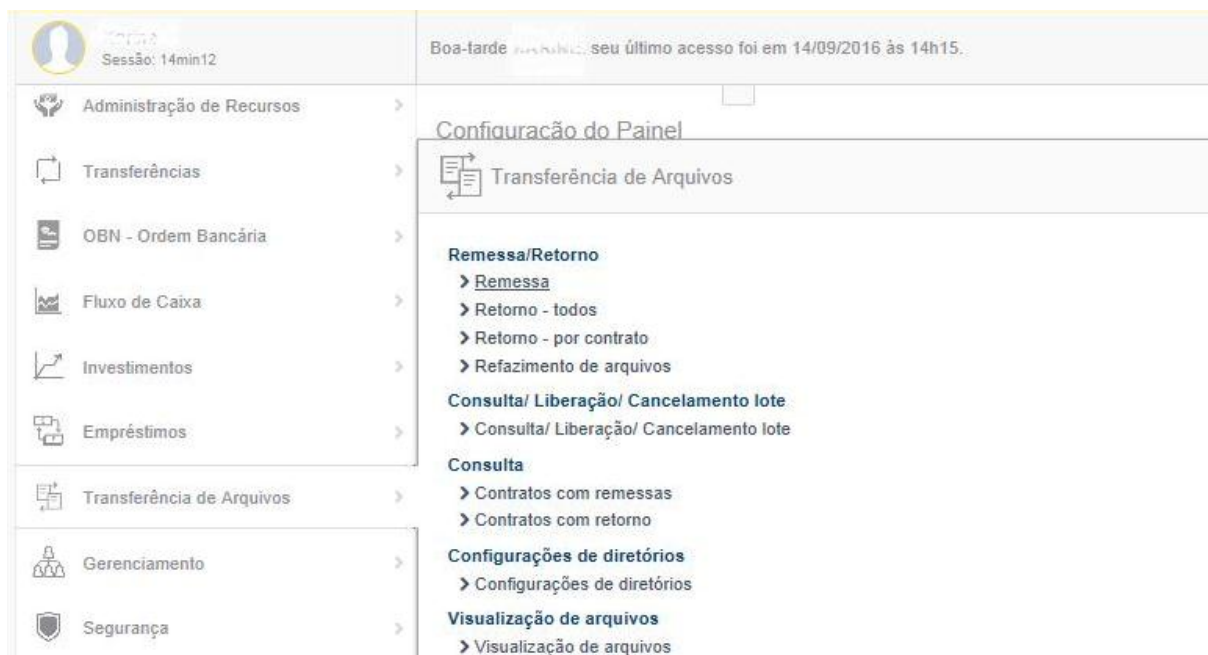 Sessão: 14min12
Boa-tarde seu último acesso foi em 14/09/2016 às 14h15.
Administração de Recursos
Transferências
OBN - Ordem Bancária
Fluxo de Caixa
Investimentos
Empréstimos
Transferência de Arquivos
Gerenciamento
Segurança
Configuração do Painel
Transferência de Arquivos
Remessa/Retorno
Remessa
Retorno - todos
Retorno - por contrato
Refazimento de arquivos
Consulta/ Liberação/ Cancelamento lote
Consulta/ Liberação/ Cancelamento lote
Consulta
Contratos com remessas
Contratos com retorno
Configurações de diretórios
Configurações de diretórios
Visualização de arquivos
Visualização de arquivos